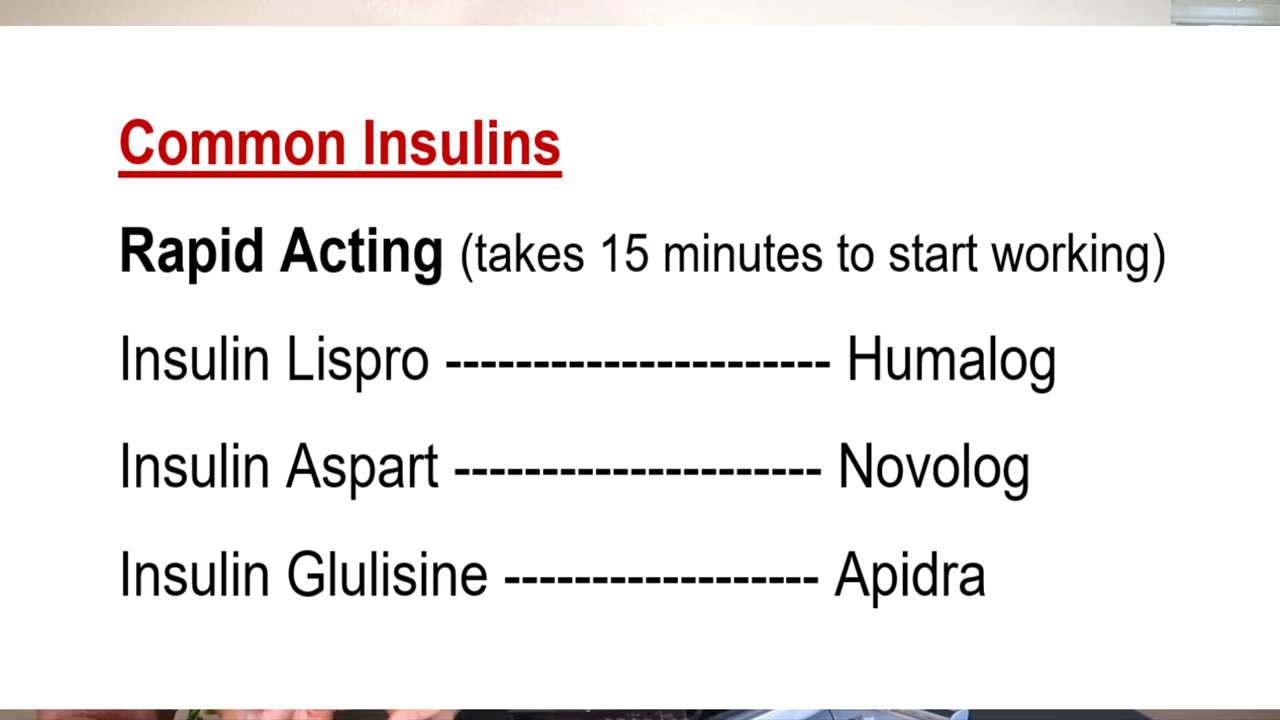 Common Insulins
Rapid Acting (takes 15 minutes to start working)
Insulin Lispro ---------------------- Humalog
Insulin Aspart --------------------- Novolog
Insulin Glulisine ------------------ Apidra